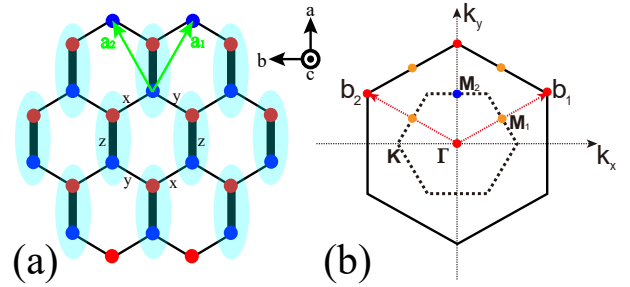 a₂ a₁
x y
z z
y x
(a)
a
b
c
k_y
b₂ M₂ b₁
M₁
K Γ k_x
(b)